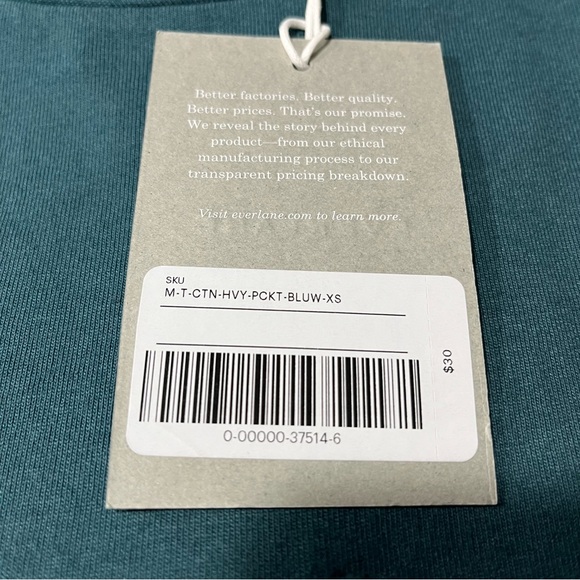 Better factories. Better quality.
Better prices. That's our promise.
We reveal the story behind every
product—from our ethical
manufacturing process to our
transparent pricing breakdown.
Visit everlane.com to learn more.
SKU
M-T-CTN-HVY-PCKT-BLUW-XS
$30
0-00000-37514-6